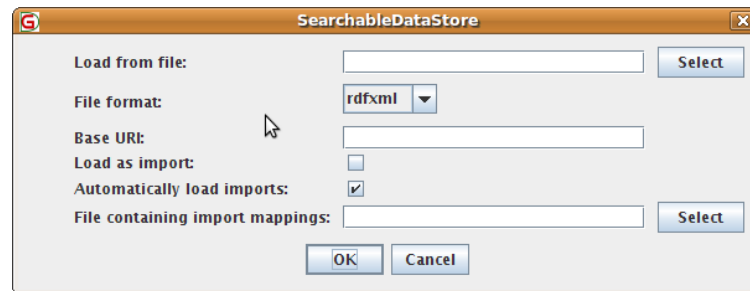 SearchableDataStore
Load from file: Select
File format: rdfxml
Base URI:
Load as import:
Automatically load imports:
File containing import mappings: Select
OK Cancel